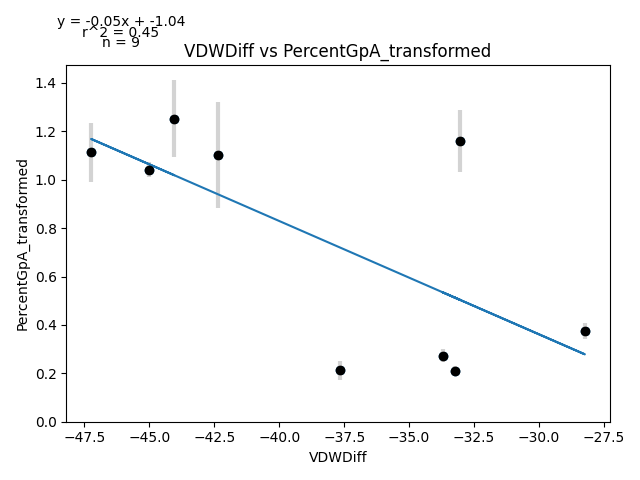 y = -0.05x + -1.04
r^2 = 0.45
n = 9
VDWDiff vs PercentGpA_transformed
PercentGpA_transformed
1.4
1.2
1.0
0.8
0.6
0.4
0.2
0.0
−47.5 −45.0 −42.5 −40.0 −37.5 −35.0 −32.5 −30.0 −27.5
VDWDiff